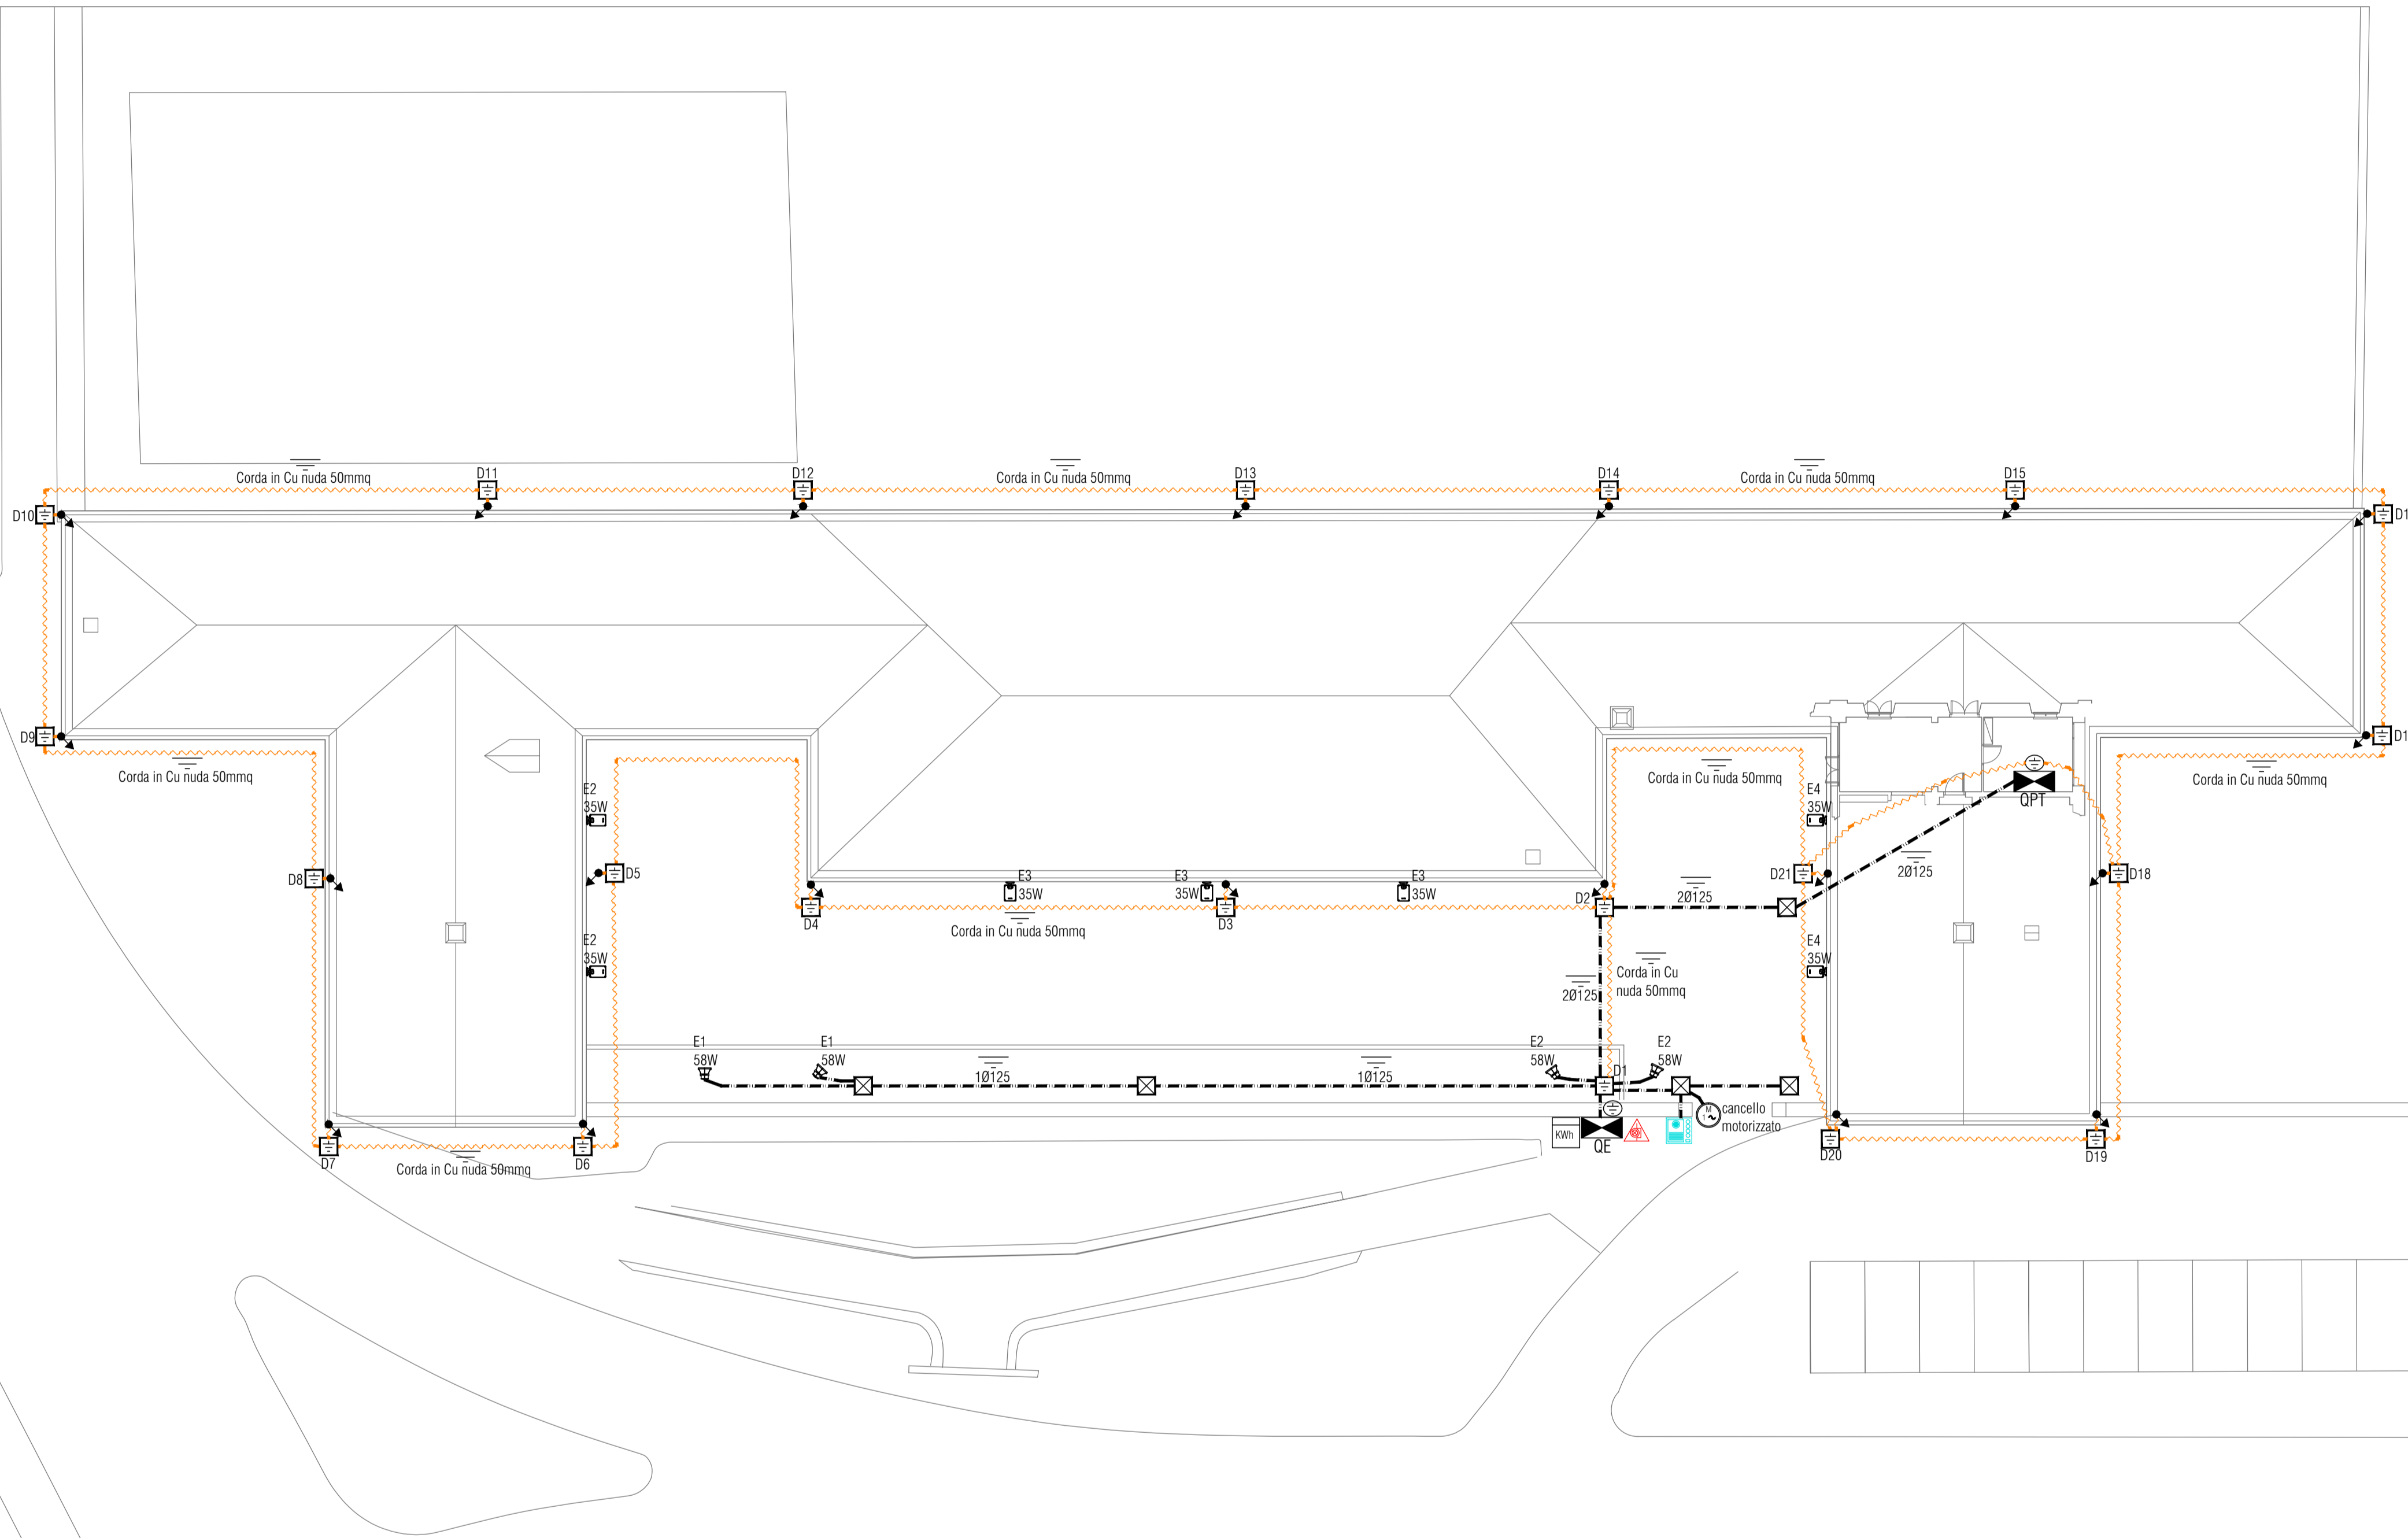 Corda in Cu nuda 50mmq
D11
D12
Corda in Cu nuda 50mmq
D13
D14
Corda in Cu nuda 50mmq
D15
D10
D1
D9
Corda in Cu nuda 50mmq
E2
35W
Corda in Cu nuda 50mmq
E4
35W
QPT
D1
Corda in Cu nuda 50mmq
D8
D5
E3
35W
E3
35W
E3
35W
D2
2Ø125
D21
2Ø125
D18
D4
Corda in Cu nuda 50mmq
D3
E2
35W
E4
35W
2Ø125
Corda in Cu
nuda 50mmq
E1
58W
E1
58W
1Ø125
1Ø125
E2
58W
E2
58W
D1
KWh
QE
M
1
cancello
motorizzato
D7
Corda in Cu nuda 50mmq
D6
D20
D19